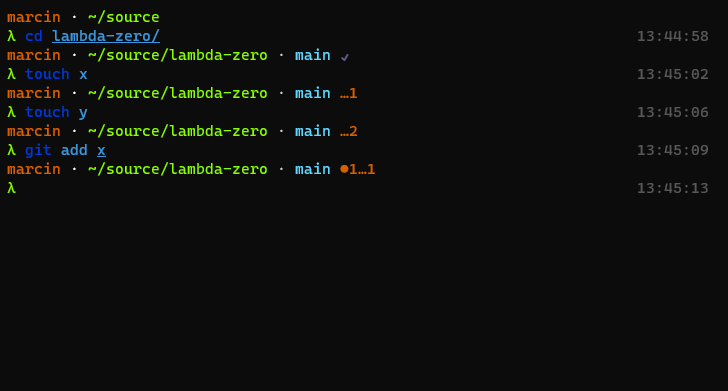 marcin · ~/source
λ cd lambda-zero/ 13:44:58
marcin · ~/source/lambda-zero · main ✓
λ touch x 13:45:02
marcin · ~/source/lambda-zero · main …1
λ touch y 13:45:06
marcin · ~/source/lambda-zero · main …2
λ git add x 13:45:09
marcin · ~/source/lambda-zero · main ●1…1
λ 13:45:13